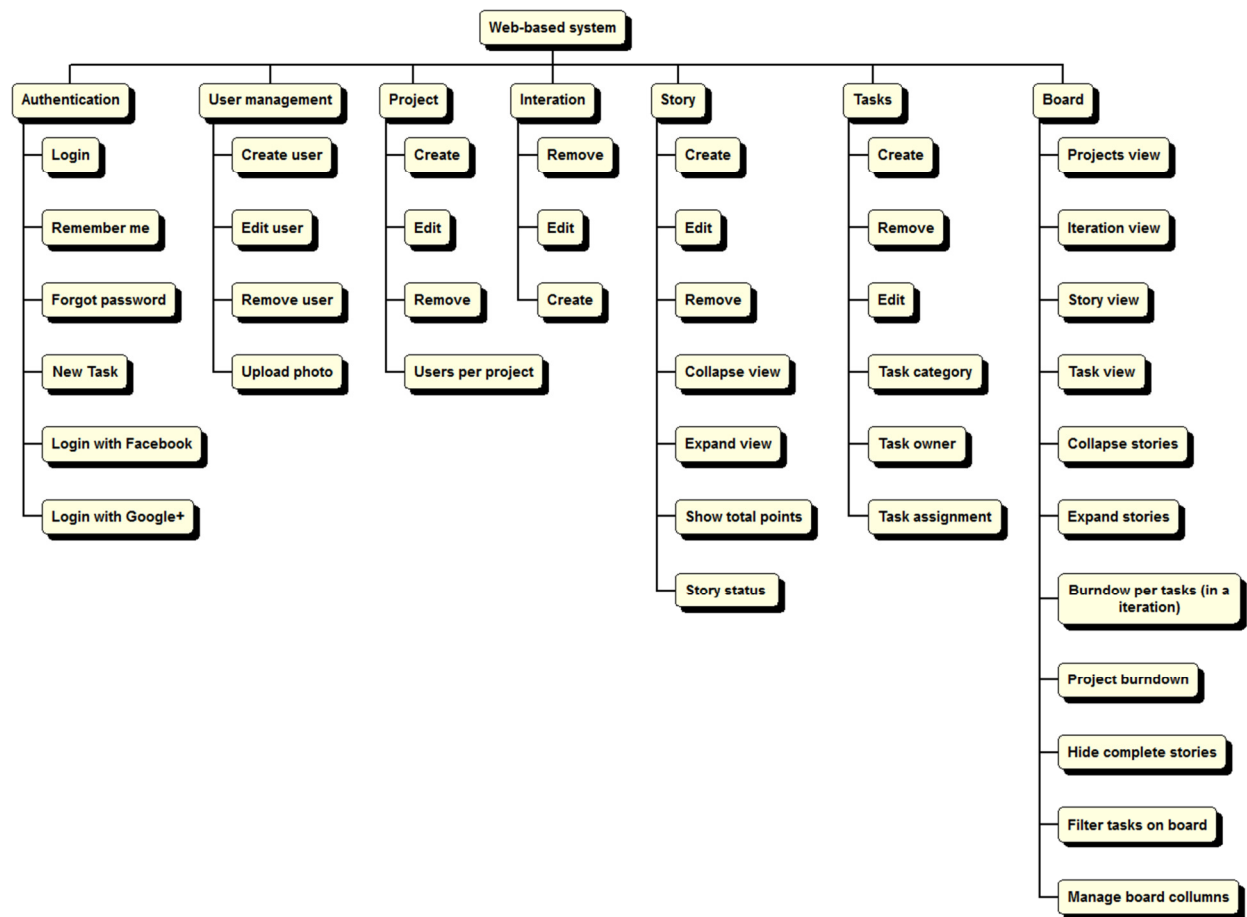 Web-based system
Authentication
Login
Remember me
Forgot password
New Task
Login with Facebook
Login with Google+
User management
Create user
Edit user
Remove user
Upload photo
Project
Create
Edit
Remove
Users per project
Interation
Remove
Edit
Create
Story
Create
Edit
Remove
Collapse view
Expand view
Show total points
Story status
Tasks
Create
Remove
Edit
Task category
Task owner
Task assignment
Board
Projects view
Iteration view
Story view
Task view
Collapse stories
Expand stories
Burndow per tasks (in a
iteration)
Project burndown
Hide complete stories
Filter tasks on board
Manage board collumns